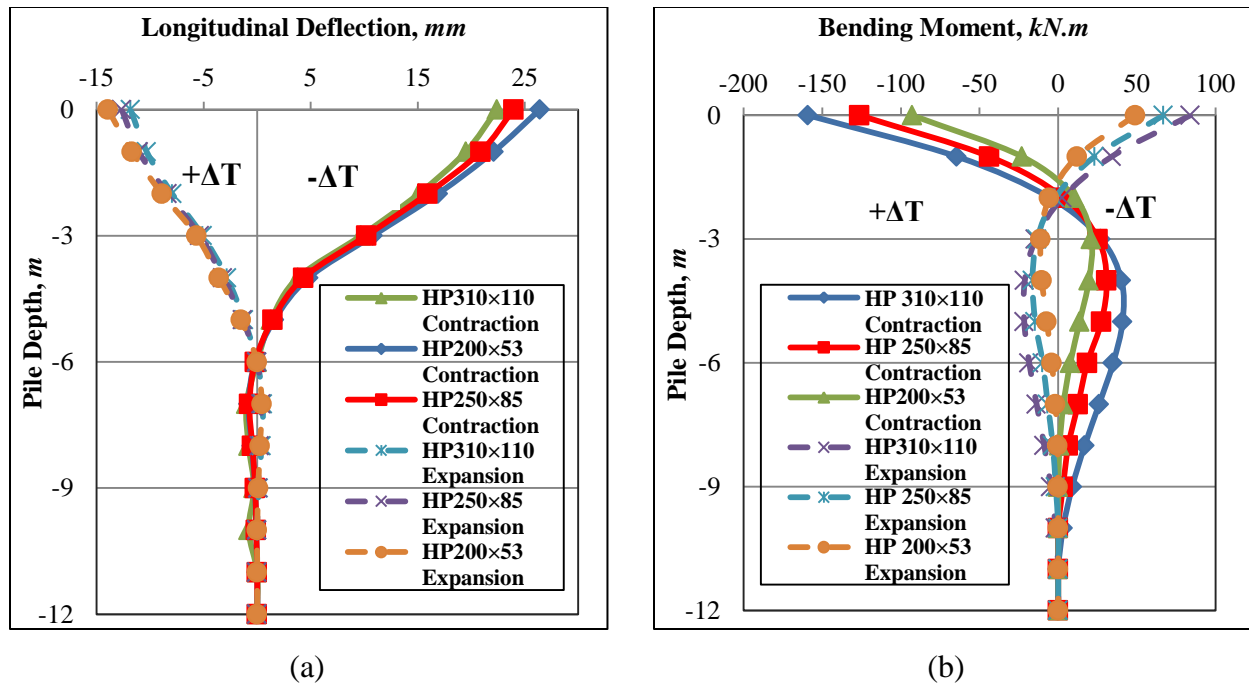 Longitudinal Deflection, mm
-15 -5 5 15 25
0
-3
-6
-9
-12
Pile Depth, m
+ΔT
-ΔT
HP310×110
Contraction
HP200×53
Contraction
HP250×85
Contraction
HP310×110
Expansion
HP250×85
Expansion
HP200×53
Expansion
(a)
Bending Moment, kN.m
-200 -150 -100 -50 0 50 100
0
-3
-6
-9
-12
Pile Depth, m
+ΔT
-ΔT
HP 310×110
Contraction
HP 250×85
Contraction
HP200×53
Contraction
HP310×110
Expansion
HP 250×85
Expansion
HP 200×53
Expansion
(b)